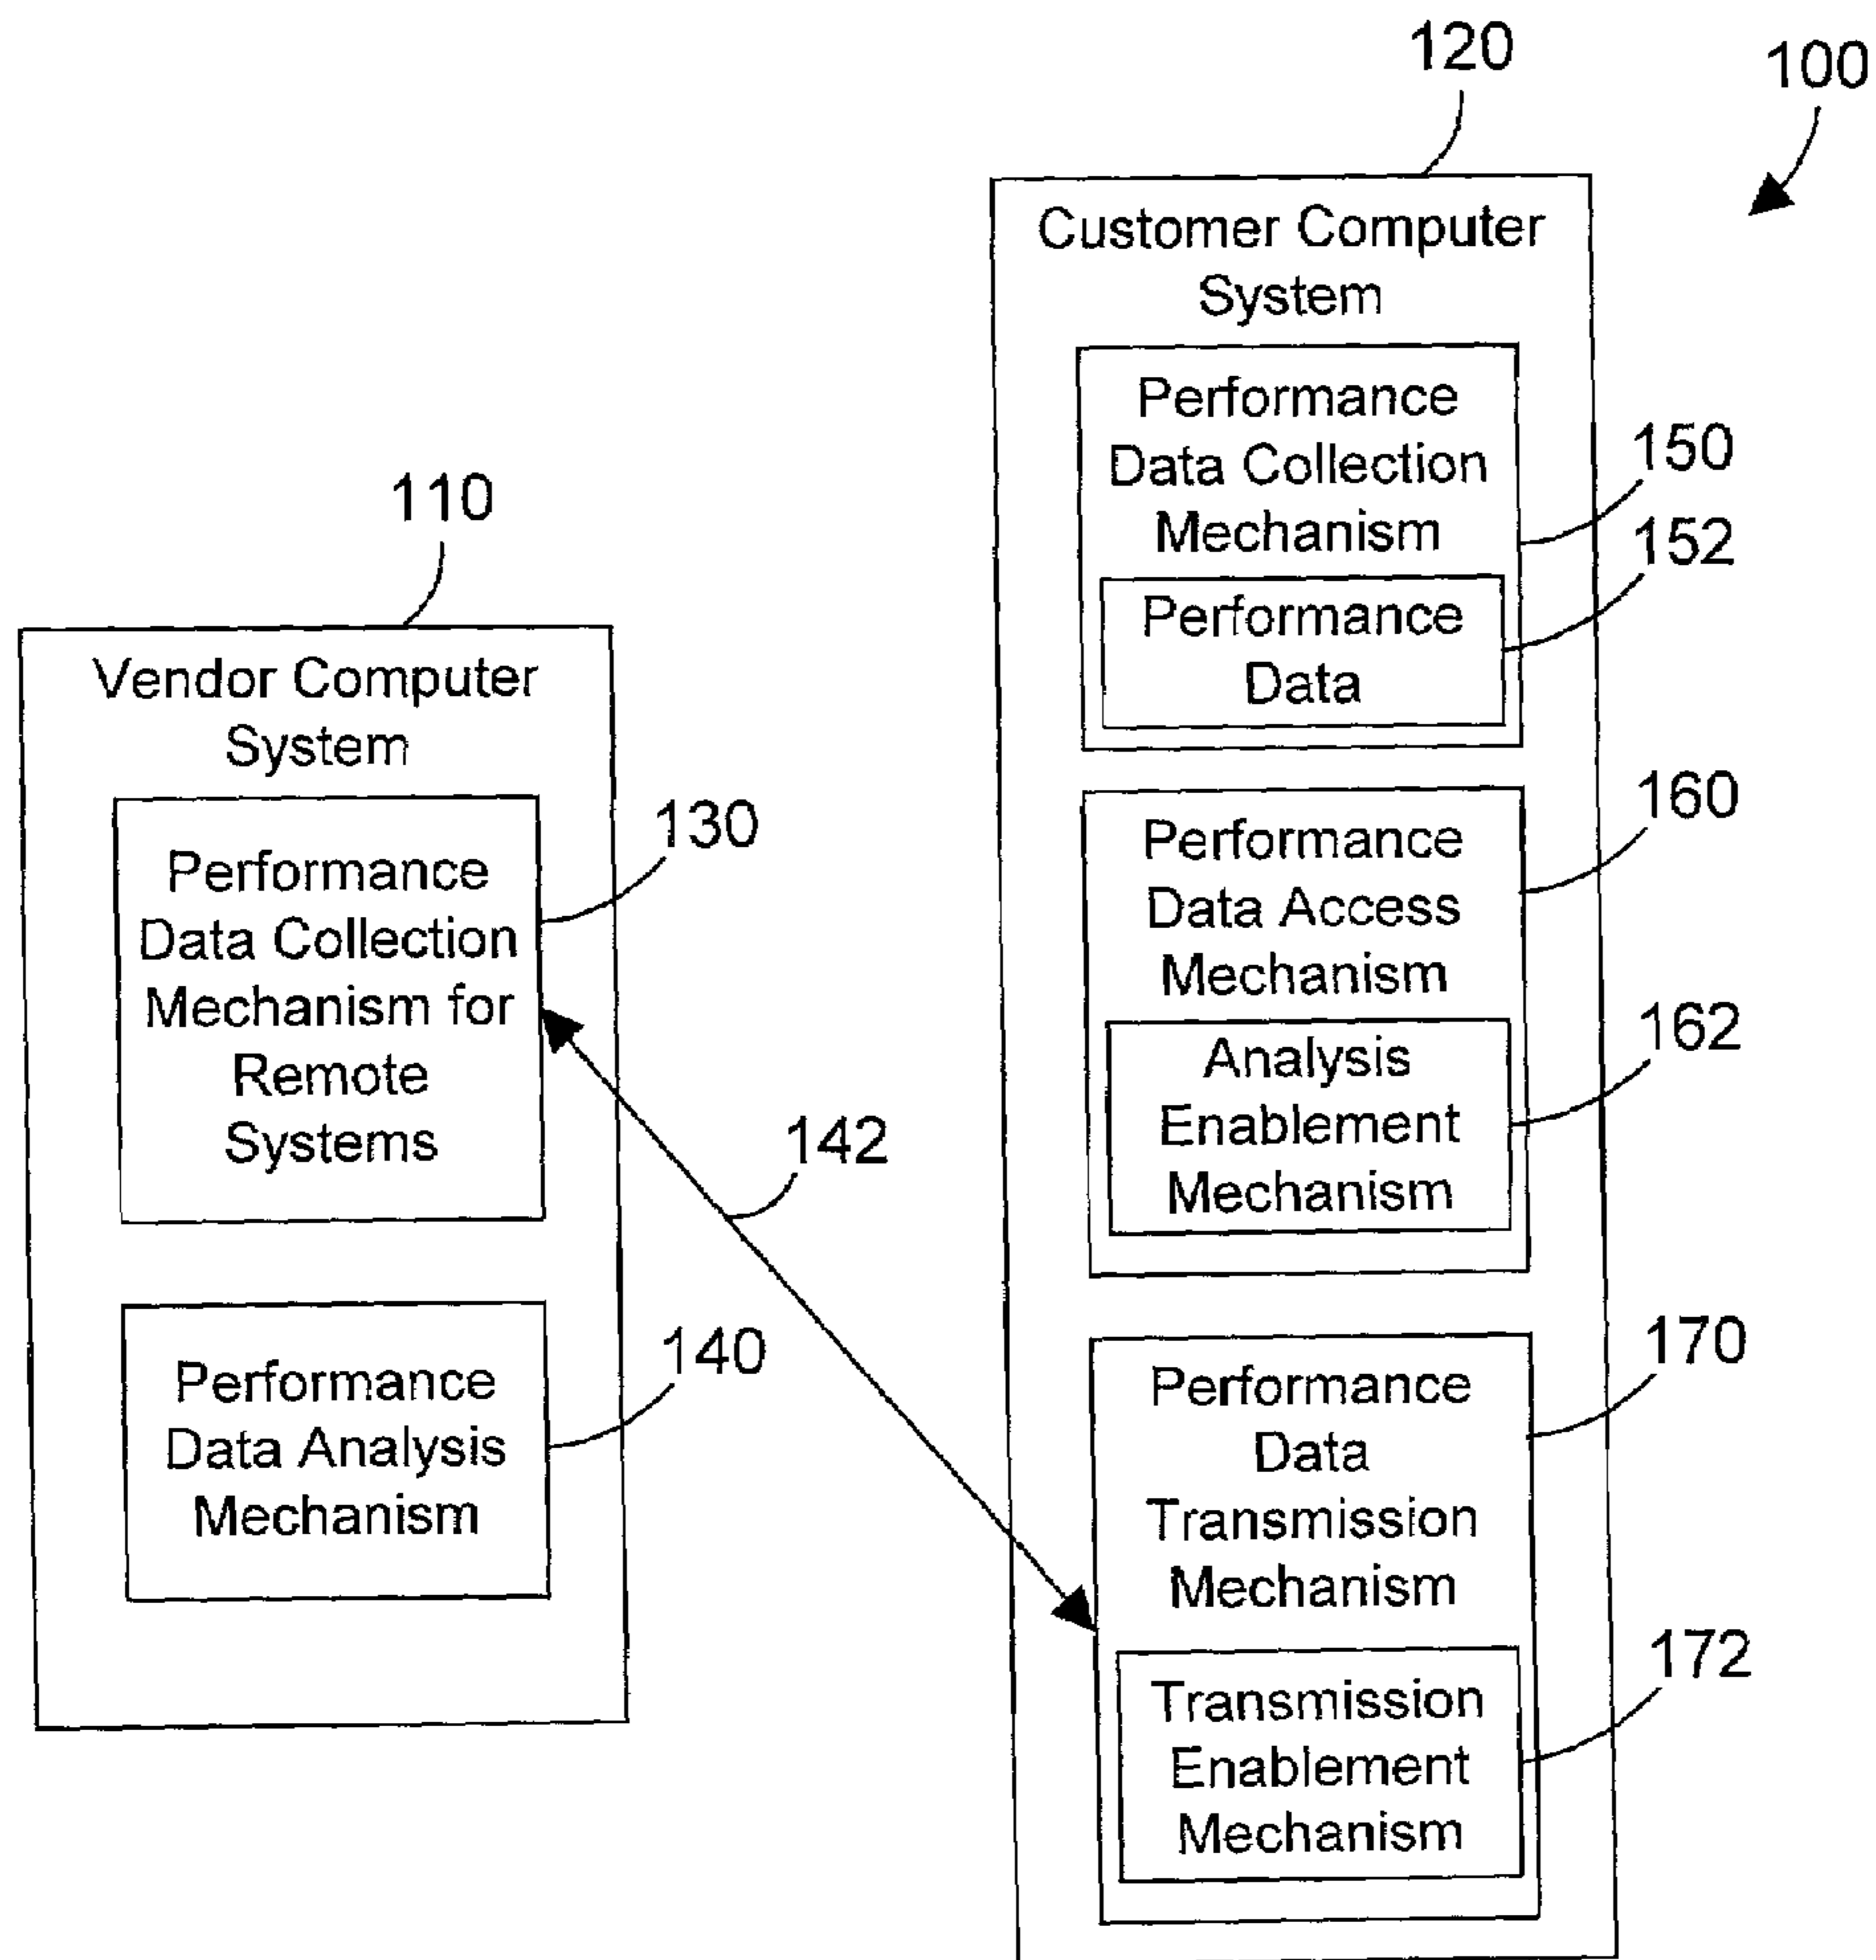 120
100
Customer Computer
System
Performance
Data Collection
Mechanism
150
152
Performance
Data
110
Vendor Computer
System
Performance
Data Collection
Mechanism for
Remote
Systems
130
142
Performance
Data Analysis
Mechanism
140
Performance
Data Access
Mechanism
160
Analysis
Enablement
Mechanism
162
Performance
Data
Transmission
Mechanism
170
Transmission
Enablement
Mechanism
172